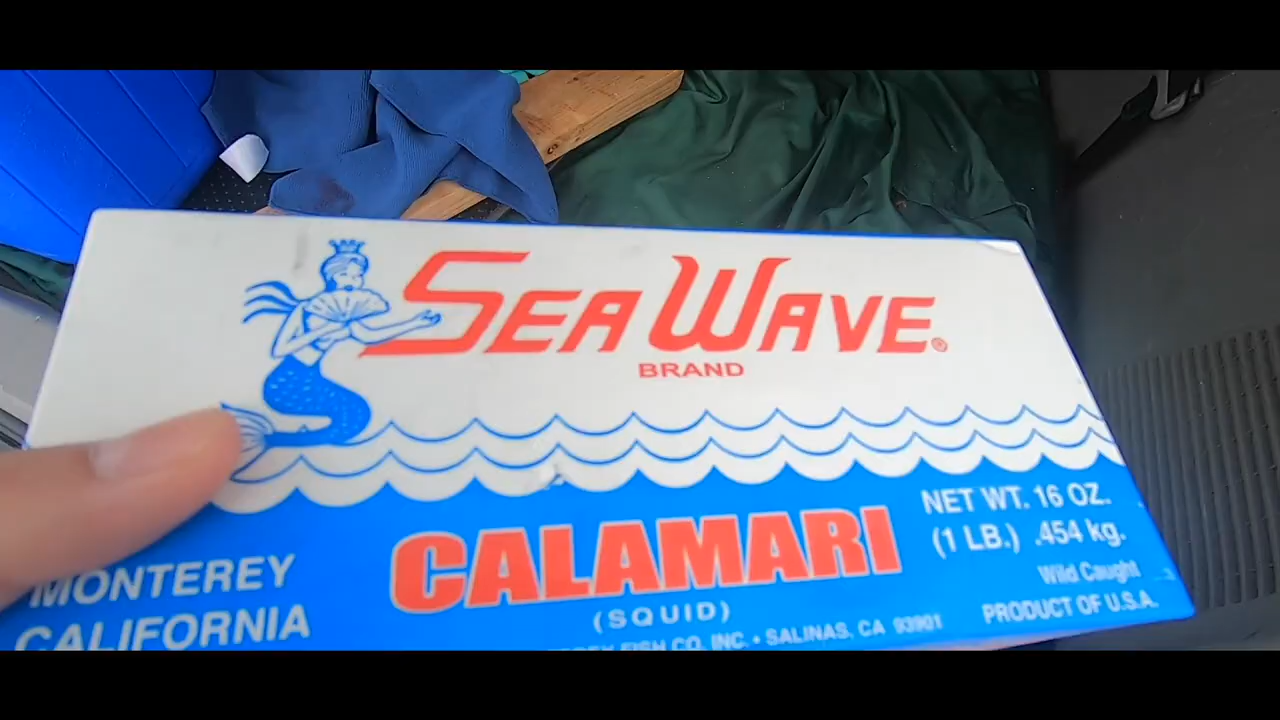 SEA WAVE®
BRAND
CALAMARI
(SQUID)
NET WT. 16 OZ.
(1 LB.) .454 kg.
Wild Caught
PRODUCT OF U.S.A.
MONTEREY
CALIFORNIA
FISH CO. INC. • SALINAS, CA 93901